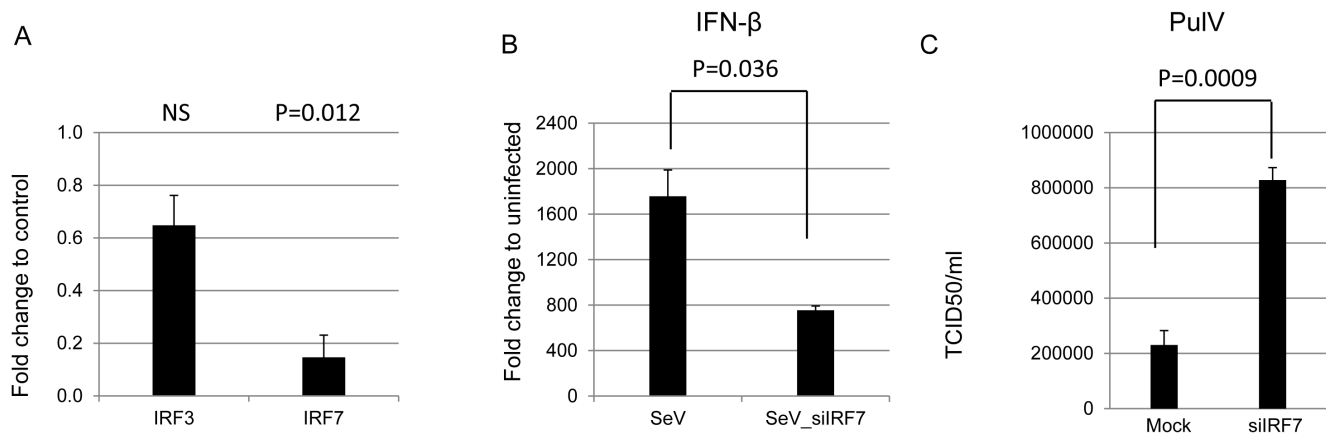 A
NS P=0.012
Fold change to control
1.0
0.8
0.6
0.4
0.2
0.0
IRF3 IRF7
B
IFN-β
P=0.036
Fold change to uninfected
2400
2000
1600
1200
800
400
0
SeV SeV_siIRF7
C
PulV
P=0.0009
TCID50/ml
1000000
800000
600000
400000
200000
0
Mock siIRF7